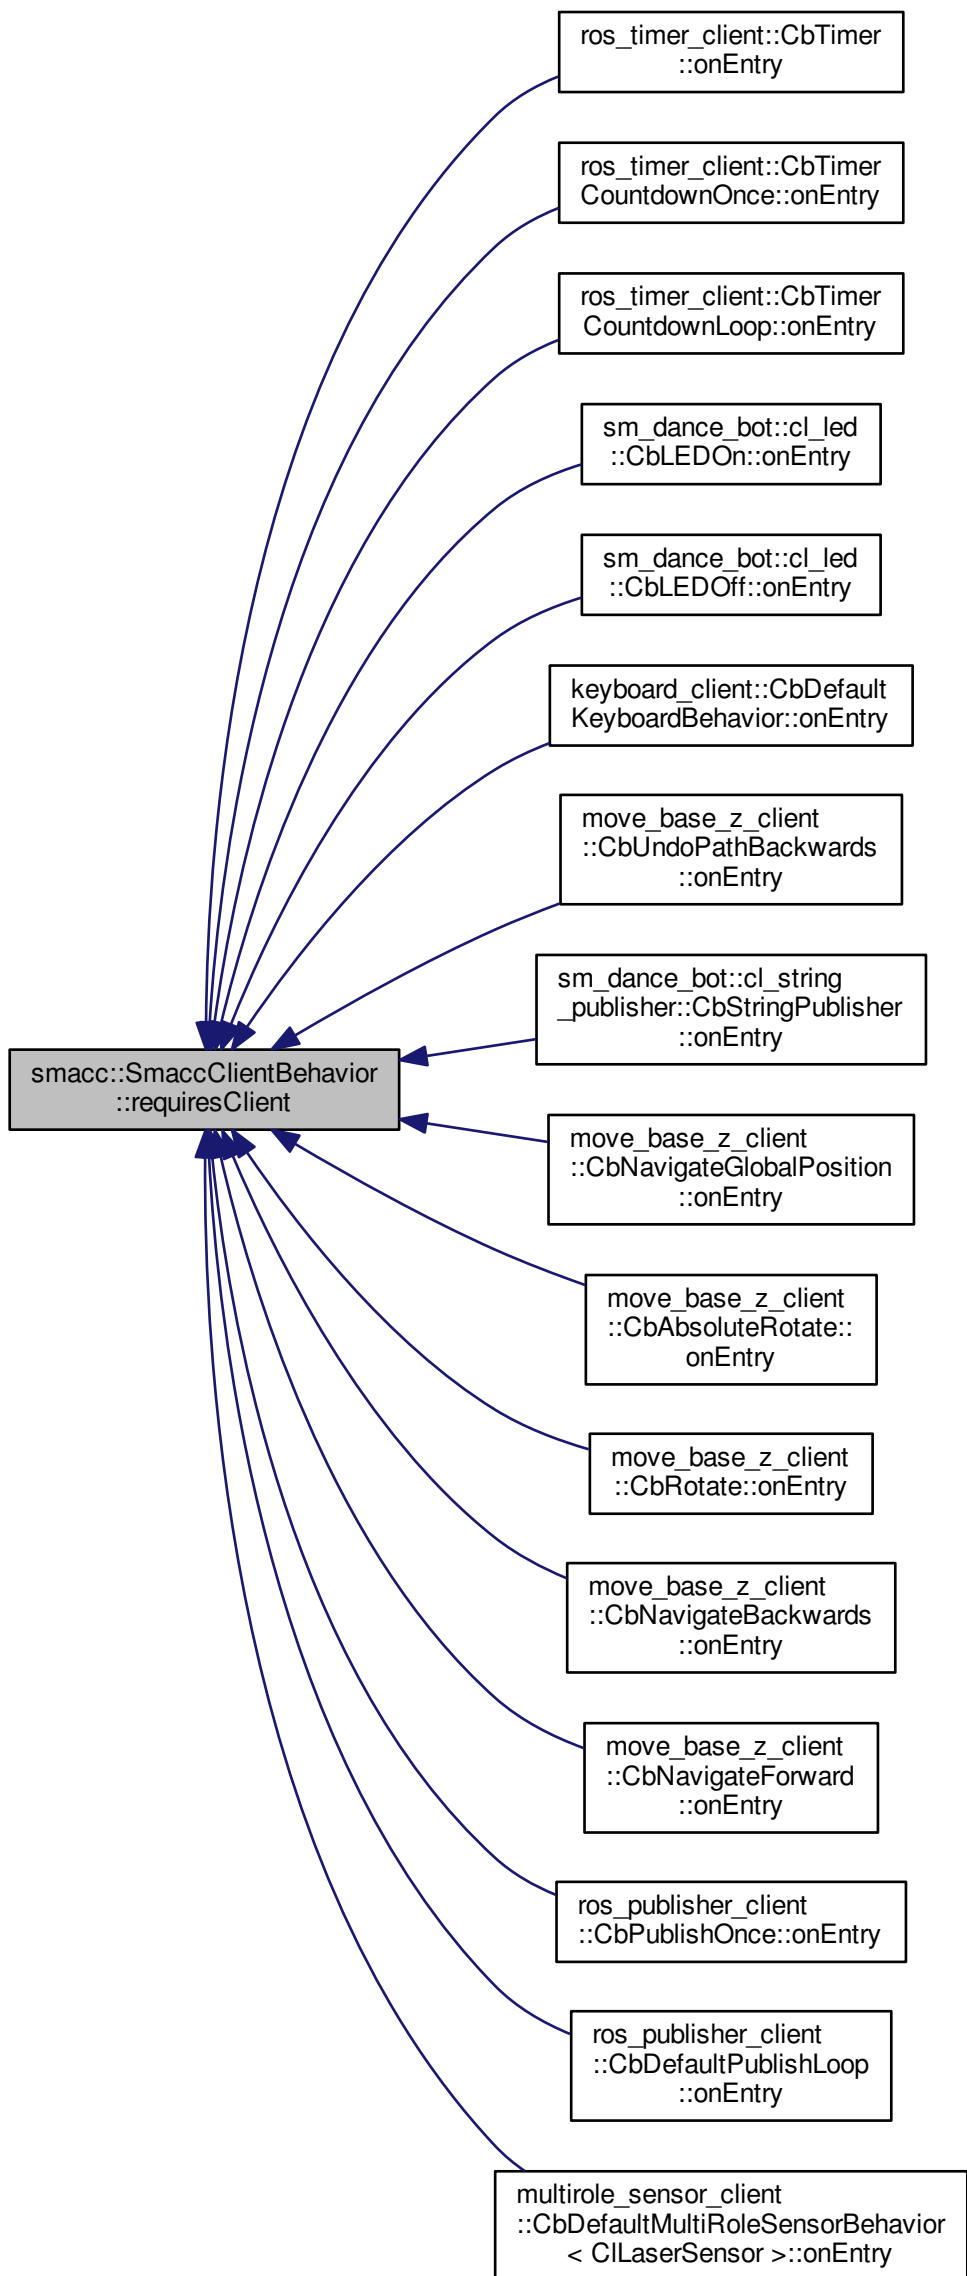 ros_timer_client::CbTimer
::onEntry
ros_timer_client::CbTimer
CountdownOnce::onEntry
ros_timer_client::CbTimer
CountdownLoop::onEntry
sm_dance_bot::cl_led
::CbLEDOn::onEntry
sm_dance_bot::cl_led
::CbLEDOff::onEntry
keyboard_client::CbDefault
KeyboardBehavior::onEntry
move_base_z_client
::CbUndoPathBackwards
::onEntry
sm_dance_bot::cl_string
_publisher::CbStringPublisher
::onEntry
smacc::SmaccClientBehavior
::requiresClient
move_base_z_client
::CbNavigateGlobalPosition
::onEntry
move_base_z_client
::CbAbsoluteRotate::
onEntry
move_base_z_client
::CbRotate::onEntry
move_base_z_client
::CbNavigateBackwards
::onEntry
move_base_z_client
::CbNavigateForward
::onEntry
ros_publisher_client
::CbPublishOnce::onEntry
ros_publisher_client
::CbDefaultPublishLoop
::onEntry
multirole_sensor_client
::CbDefaultMultiRoleSensorBehavior
< ClLaserSensor >::onEntry